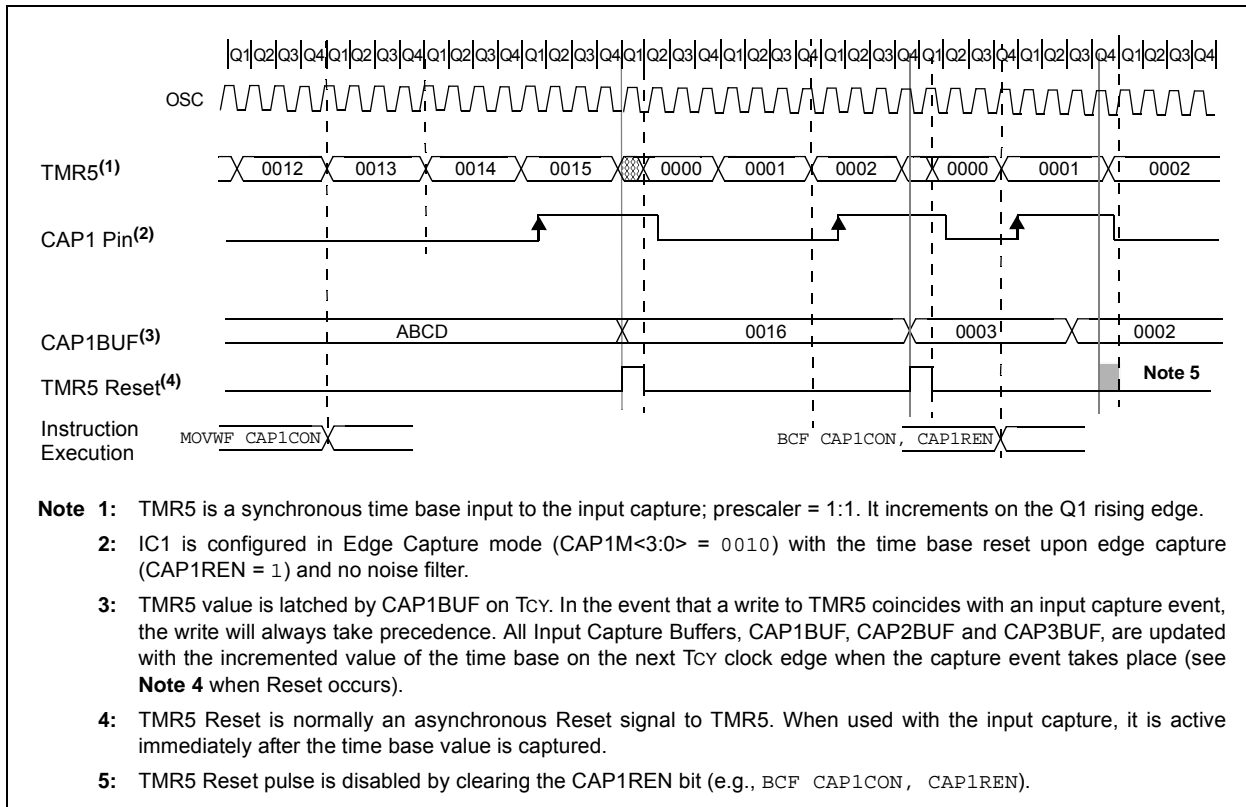 Q1 Q2 Q3 Q4 Q1 Q2 Q3 Q4 Q1 Q2 Q3 Q4 Q1 Q2 Q3 Q4 Q1 Q2 Q3 Q4 Q1 Q2 Q3 Q4 Q1 Q2 Q3 Q4 Q1 Q2 Q3 Q4 Q1 Q2 Q3 Q4 Q1 Q2 Q3 Q4
OSC
TMR5(1) 0012 0013 0014 0015 0000 0001 0002 0000 0001 0002
CAP1 Pin(2)
CAP1BUF(3) ABCD 0016 0003 0002
TMR5 Reset(4) Note 5
Instruction
Execution MOVWF CAP1CON BCF CAP1CON, CAP1REN
Note 1: TMR5 is a synchronous time base input to the input capture; prescaler = 1:1. It increments on the Q1 rising edge.
2: IC1 is configured in Edge Capture mode (CAP1M<3:0> = 0010) with the time base reset upon edge capture
(CAP1REN = 1) and no noise filter.
3: TMR5 value is latched by CAP1BUF on TCY. In the event that a write to TMR5 coincides with an input capture event,
the write will always take precedence. All Input Capture Buffers, CAP1BUF, CAP2BUF and CAP3BUF, are updated
with the incremented value of the time base on the next TCY clock edge when the capture event takes place (see
Note 4 when Reset occurs).
4: TMR5 Reset is normally an asynchronous Reset signal to TMR5. When used with the input capture, it is active
immediately after the time base value is captured.
5: TMR5 Reset pulse is disabled by clearing the CAP1REN bit (e.g., BCF CAP1CON, CAP1REN).